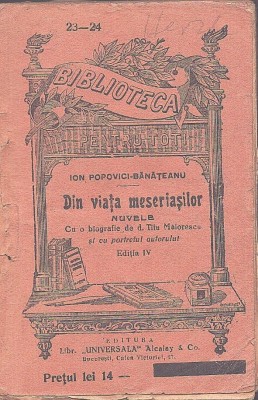 23—24
BIBLIOTECA
PENTRU TOȚI
ION POPOVICI-BĂNĂȚEANU
Din viața meseriașilor
NUVELE
Cu o biografie de d. Titu Maiorescu
și cu portretul autorului
Ediția IV
EDITURA
Libr. „UNIVERSALA” Alcalay & Co.
București, Calea Victoriei, 27.
Prețul lei 14 —